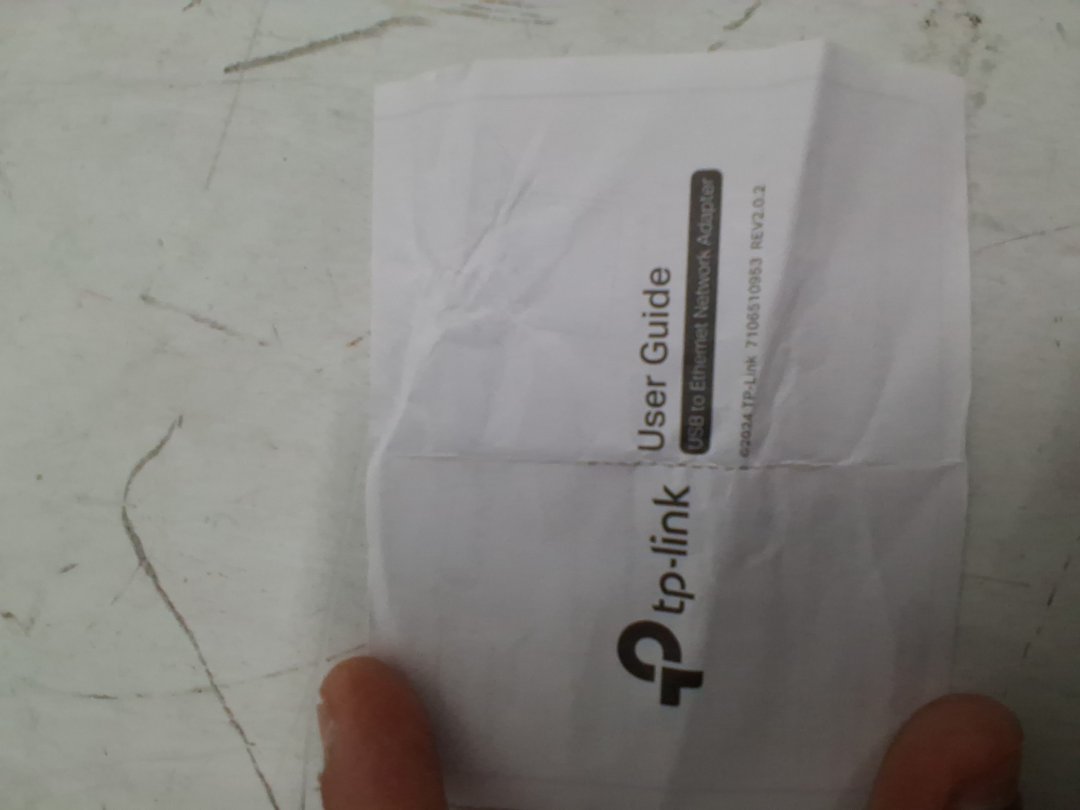 tp-link User Guide
USB to Ethernet Network Adapter
©2024 TP-Link 7106510953 REV2.0.2